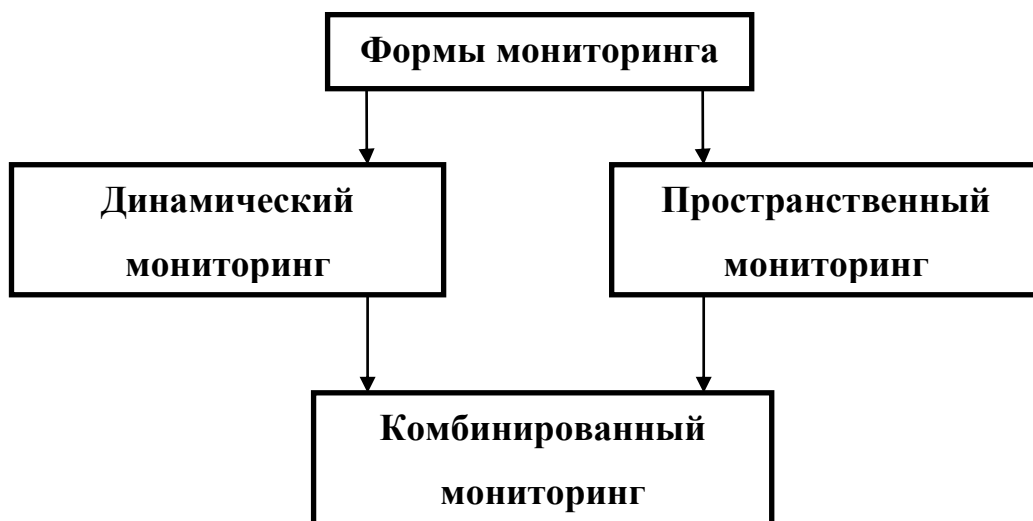 Формы мониторинга
Динамический
мониторинг
Пространственный
мониторинг
Комбинированный
мониторинг